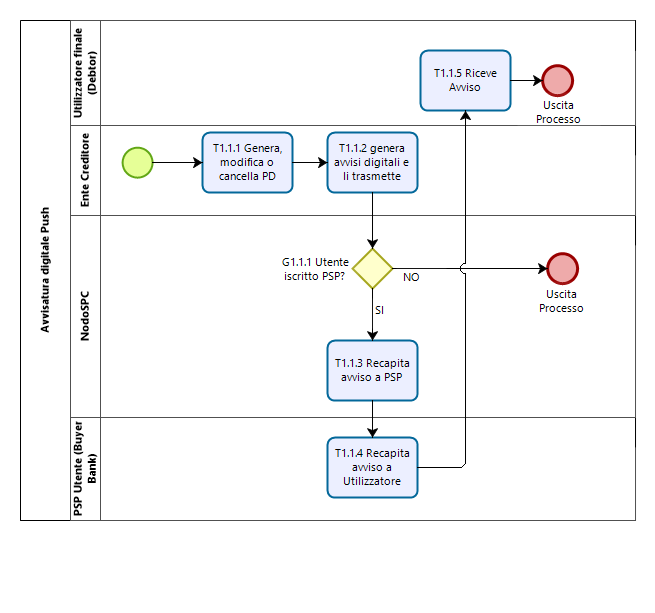 Avvisatura digitale Push
Utilizzatore finale
(Debtor)
T1.1.5 Riceve
Avviso
Uscita
Processo
Ente Creditore
T1.1.1 Genera,
modifica o
cancella PD
T1.1.2 genera
avvisi digitali e
li trasmette
NodoSPC
G1.1.1 Utente
iscritto PSP?
NO
SI
Uscita
Processo
T1.1.3 Recapita
avviso a PSP
PSP Utente (Buyer
Bank)
T1.1.4 Recapita
avviso a
Utilizzatore